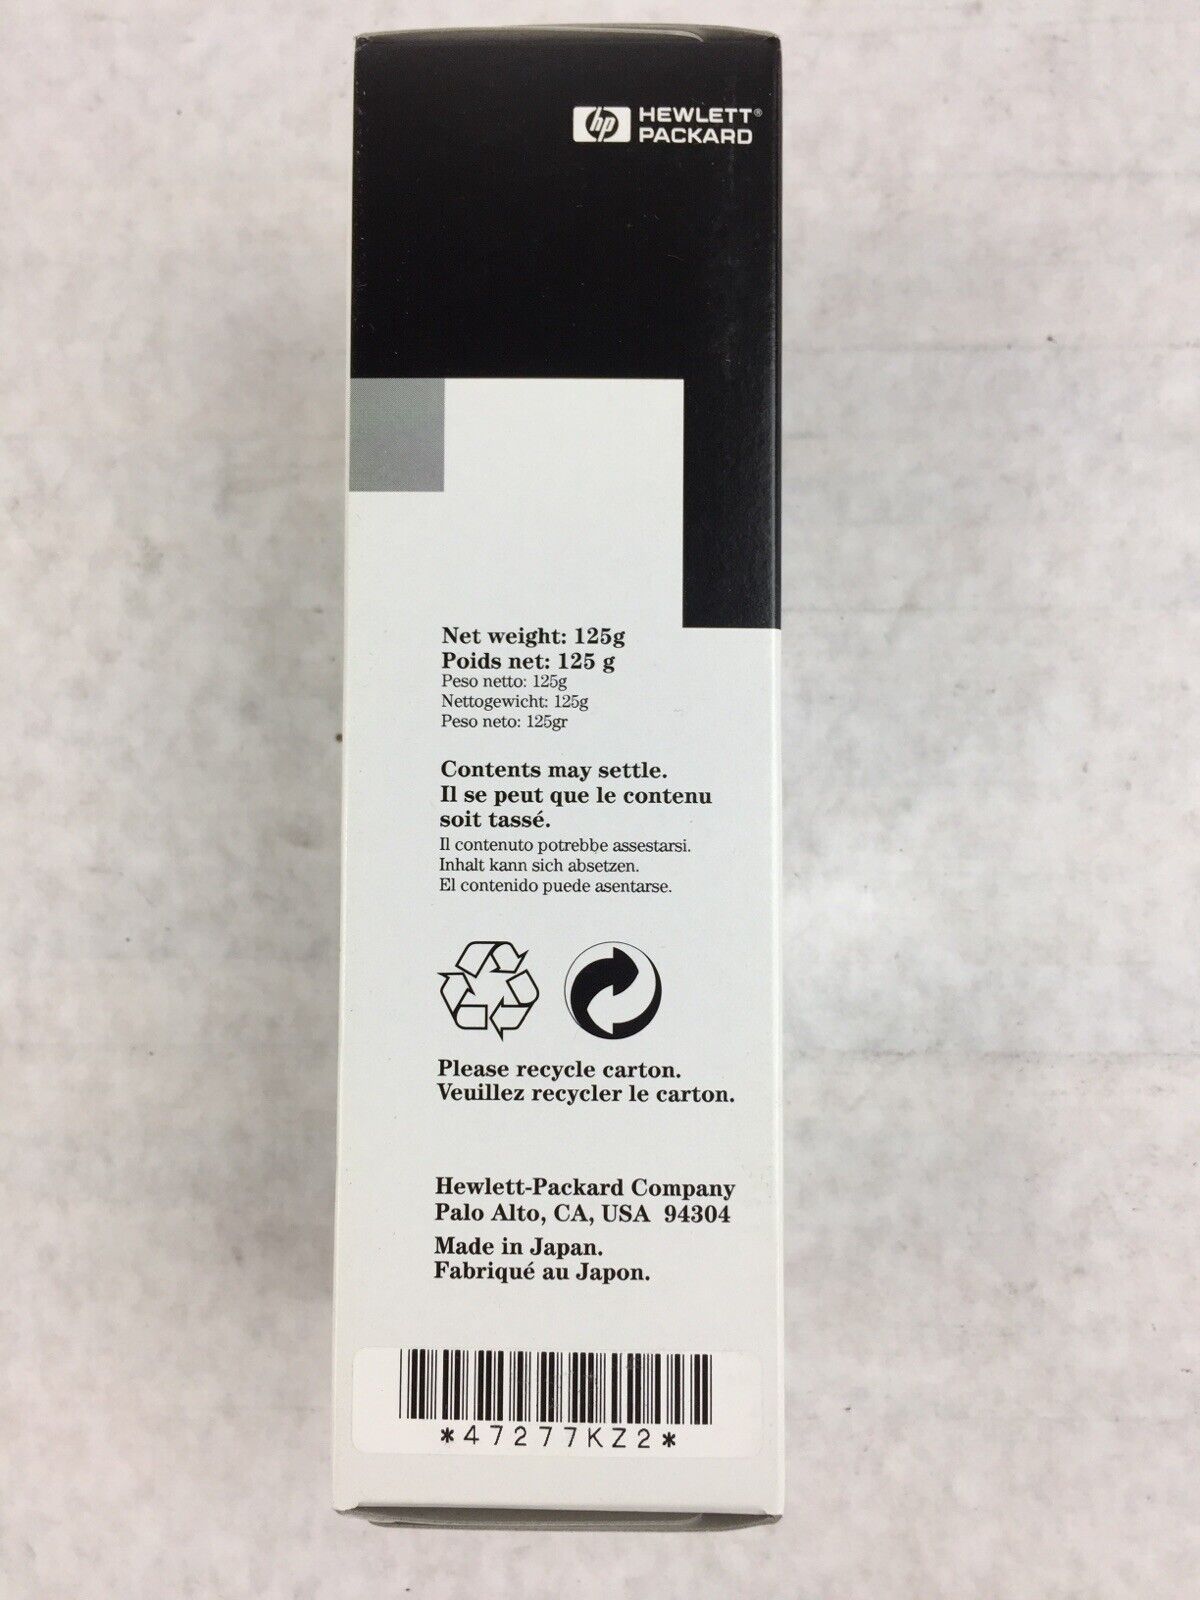 hp HEWLETT®
PACKARD
Net weight: 125g
Poids net: 125 g
Peso netto: 125g
Nettogewicht: 125g
Peso neto: 125gr
Contents may settle.
Il se peut que le contenu
soit tassé.
Il contenuto potrebbe assestarsi.
Inhalt kann sich absetzen.
El contenido puede asentarse.
Please recycle carton.
Veuillez recycler le carton.
Hewlett-Packard Company
Palo Alto, CA, USA 94304
Made in Japan.
Fabriqué au Japon.
*47277KZ2*